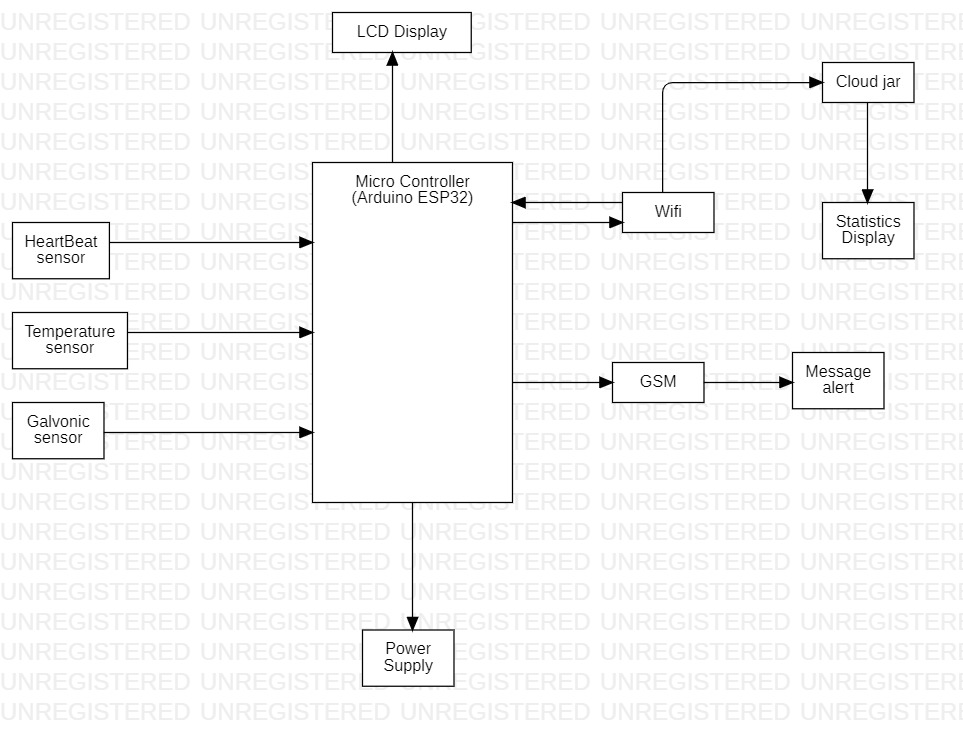 LCD Display
Cloud jar
Micro Controller
(Arduino ESP32)
Wifi
Statistics
Display
HeartBeat
sensor
Temperature
sensor
GSM
Message
alert
Galvonic
sensor
Power
Supply
UNREGISTERED